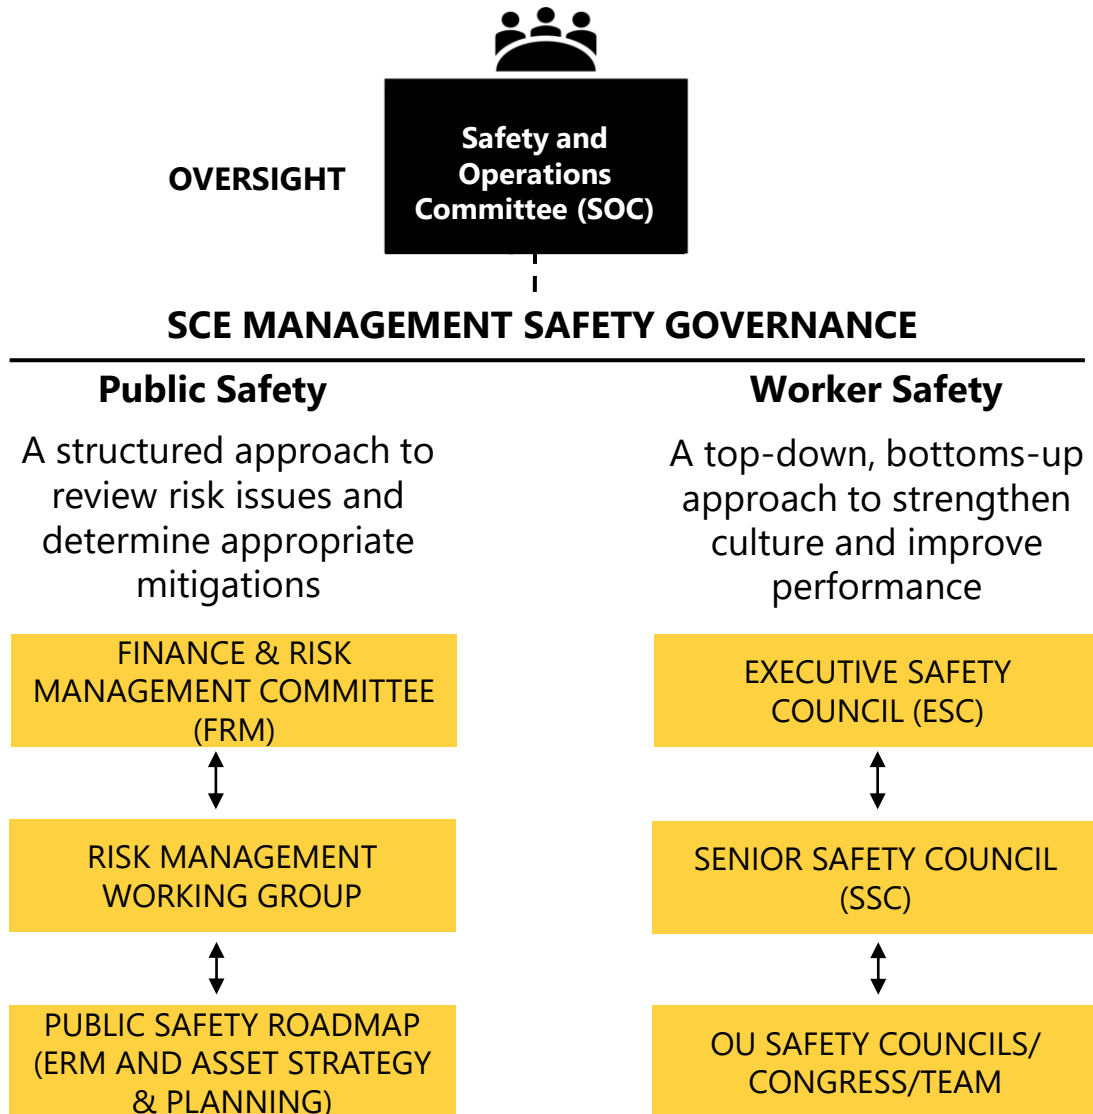 Safety and
Operations
Committee (SOC)
OVERSIGHT
SCE MANAGEMENT SAFETY GOVERNANCE
Public Safety
A structured approach to
review risk issues and
determine appropriate
mitigations
FINANCE & RISK
MANAGEMENT COMMITTEE
(FRM)
RISK MANAGEMENT
WORKING GROUP
PUBLIC SAFETY ROADMAP
(ERM AND ASSET STRATEGY
& PLANNING)
Worker Safety
A top-down, bottoms-up
approach to strengthen
culture and improve
performance
EXECUTIVE SAFETY
COUNCIL (ESC)
SENIOR SAFETY COUNCIL
(SSC)
OU SAFETY COUNCILS/
CONGRESS/TEAM